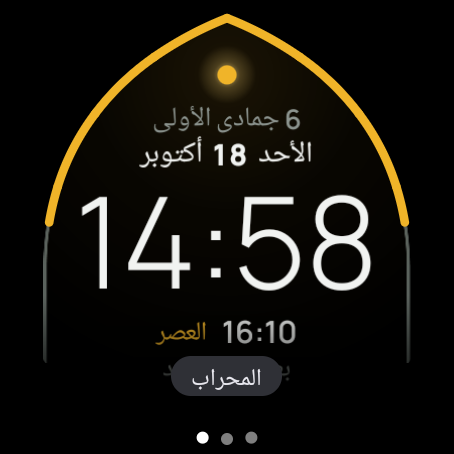 6 جمادى الأولى
الأحد 18 أكتوبر
14:58
16:10 العصر
المحراب